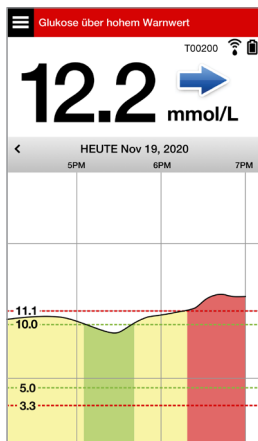 Glukose über hohem Warnwert
T00200
12.2 mmol/L
HEUTE Nov 19, 2020
5PM 6PM 7PM
11.1
10.0
5.0
3.3